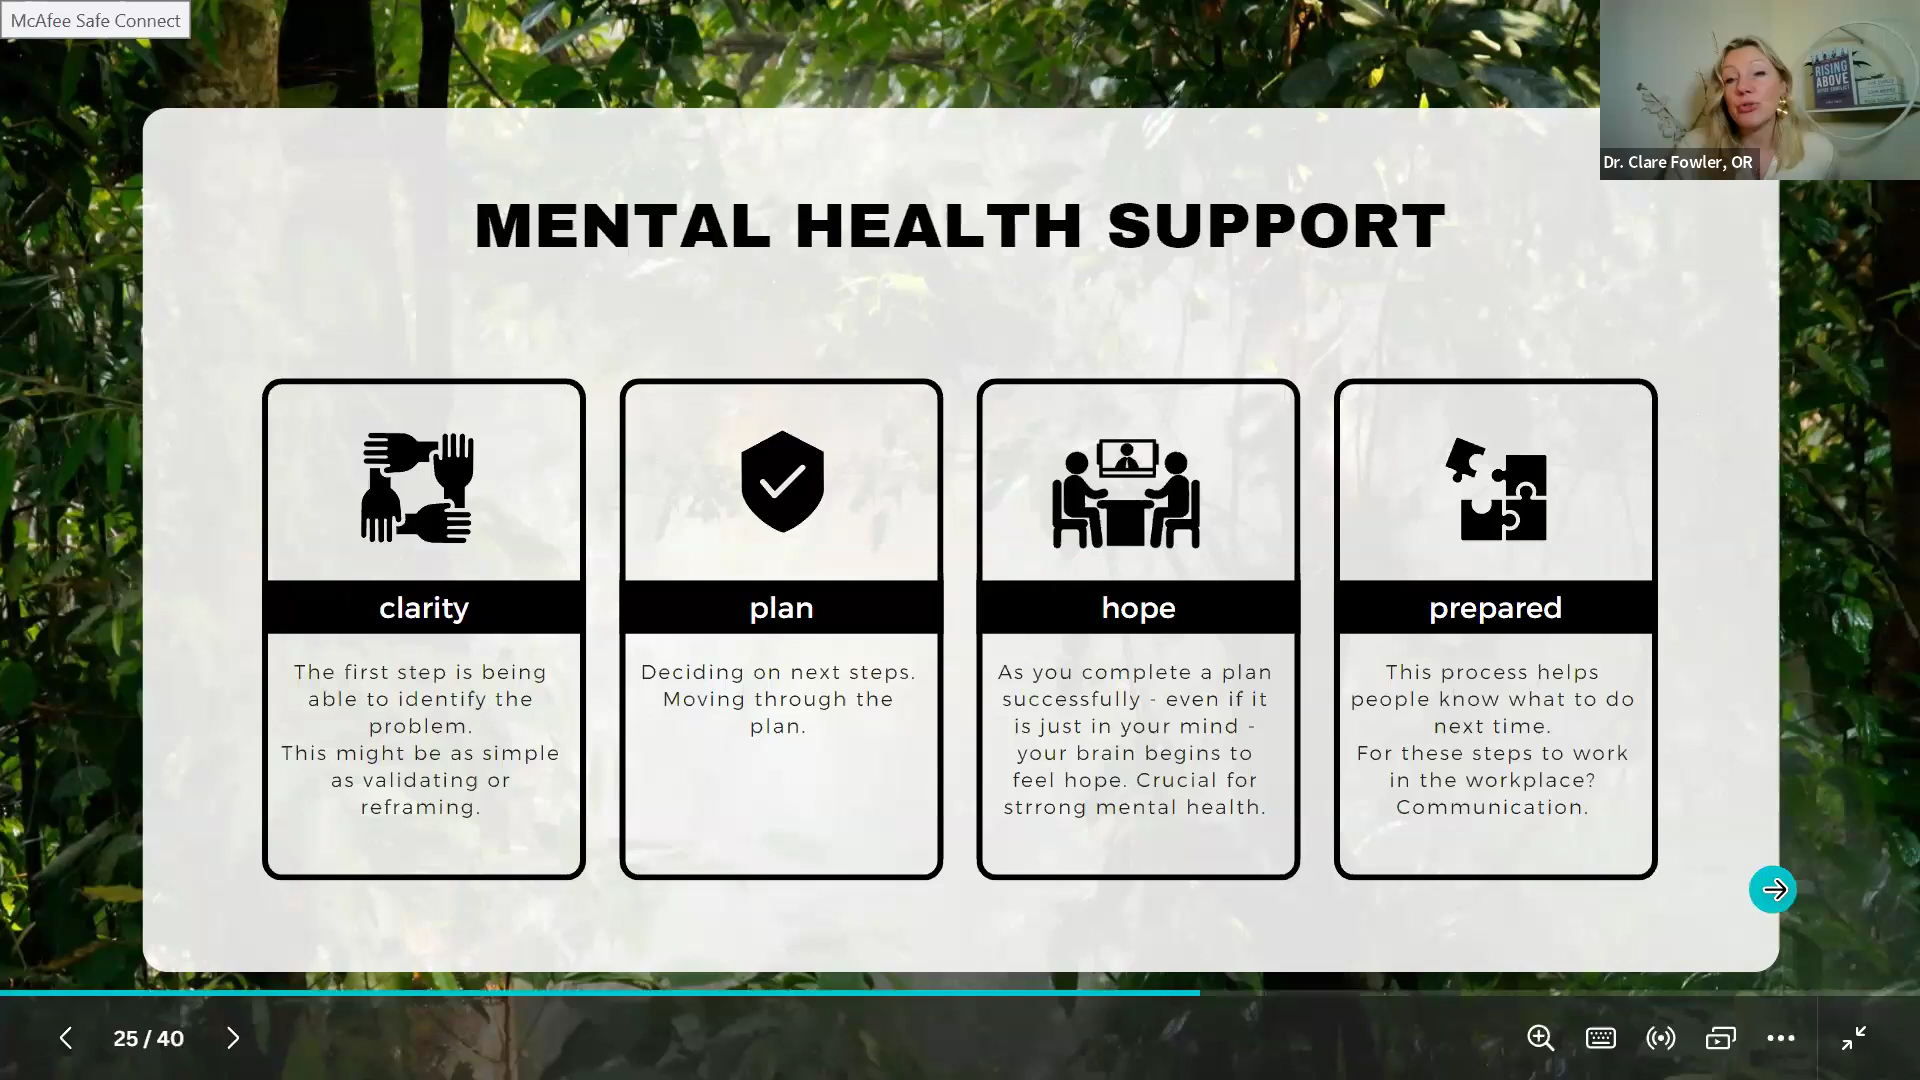 McAfee Safe Connect
RISING
ABOVE
Dr. Clare Fowler, OR
MENTAL HEALTH SUPPORT
clarity
The first step is being
able to identify the
problem.
This might be as simple
as validating or
reframing.
plan
Deciding on next steps.
Moving through the
plan.
hope
As you complete a plan
successfully - even if it
is just in your mind -
your brain begins to
feel hope. Crucial for
strrong mental health.
prepared
This process helps
people know what to do
next time.
For these steps to work
in the workplace?
Communication.
25 / 40